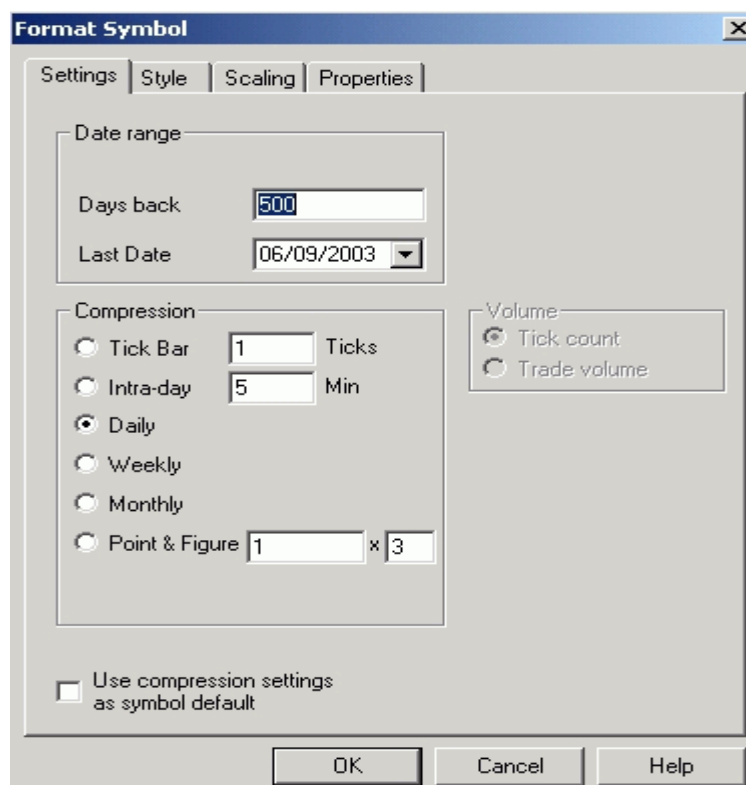 Format Symbol
Settings Style Scaling Properties
Date range
Days back 500
Last Date 06/09/2003
Compression
Volume
Tick Bar 1 Ticks
Tick count
Intra-day 5 Min
Trade volume
Daily
Weekly
Monthly
Point & Figure 1 x 3
Use compression settings
as symbol default
OK Cancel Help